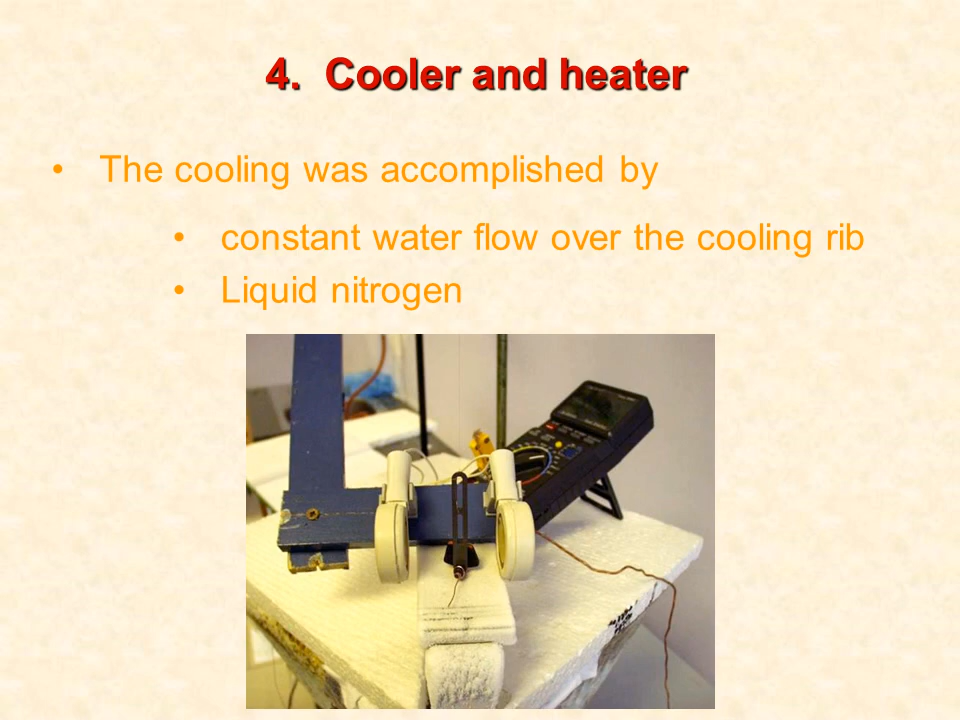 4. Cooler and heater
• The cooling was accomplished by
• constant water flow over the cooling rib
• Liquid nitrogen